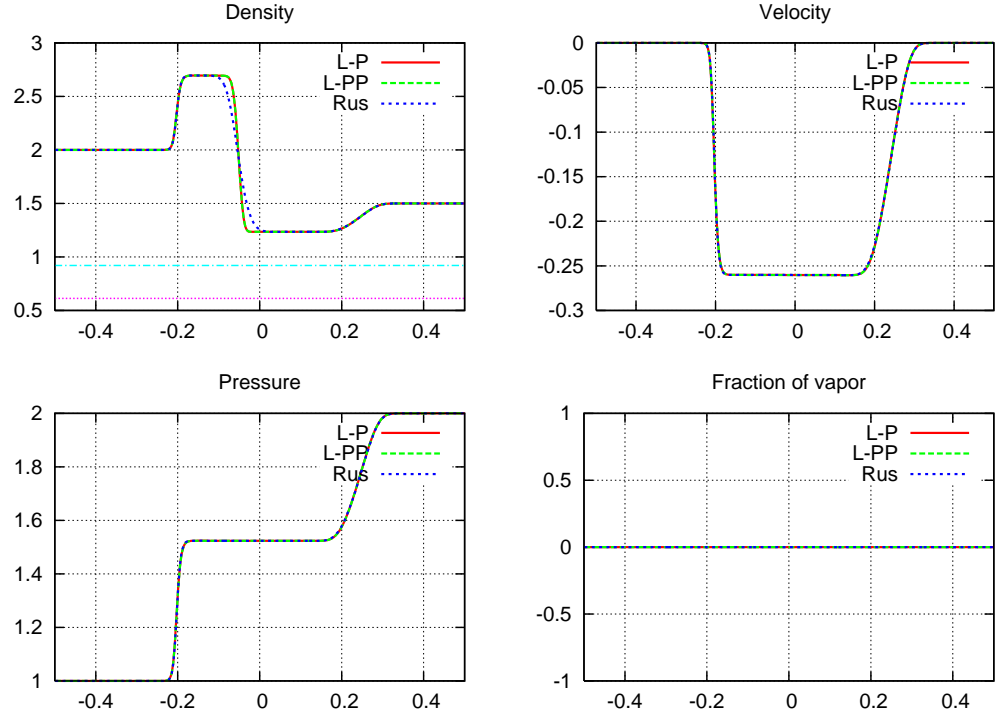 Density
3
2.5
2
1.5
1
0.5
-0.4 -0.2 0 0.2 0.4
L-P
L-PP
Rus
Velocity
0
-0.05
-0.1
-0.15
-0.2
-0.25
-0.3
-0.4 -0.2 0 0.2 0.4
L-P
L-PP
Rus
Pressure
2
1.8
1.6
1.4
1.2
1
-0.4 -0.2 0 0.2 0.4
L-P
L-PP
Rus
Fraction of vapor
1
0.5
0
-0.5
-1
-0.4 -0.2 0 0.2 0.4
L-P
L-PP
Rus